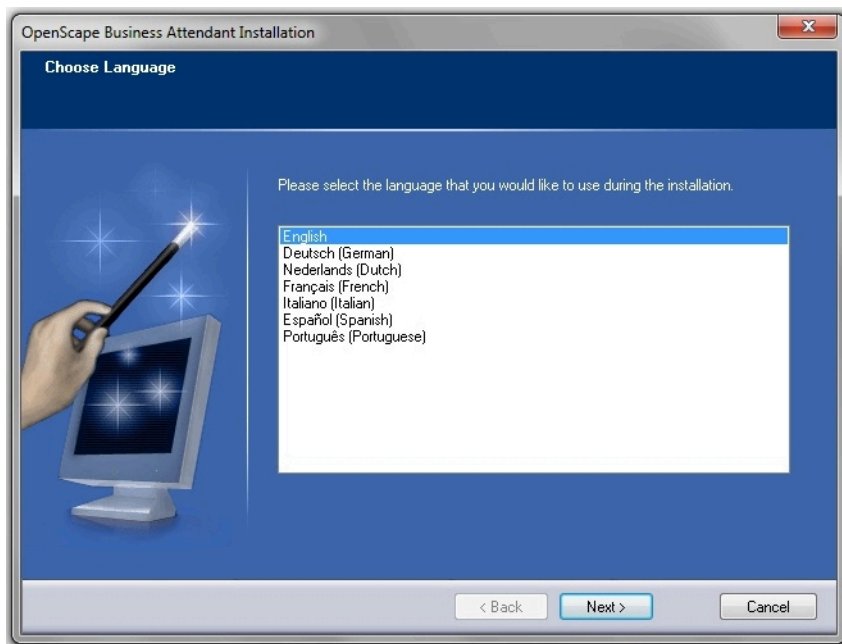 OpenScape Business Attendant Installation
Choose Language
Please select the language that you would like to use during the installation.
English
Deutsch (German)
Nederlands (Dutch)
Français (French)
Italiano (Italian)
Español (Spanish)
Português (Portuguese)
< Back Next > Cancel